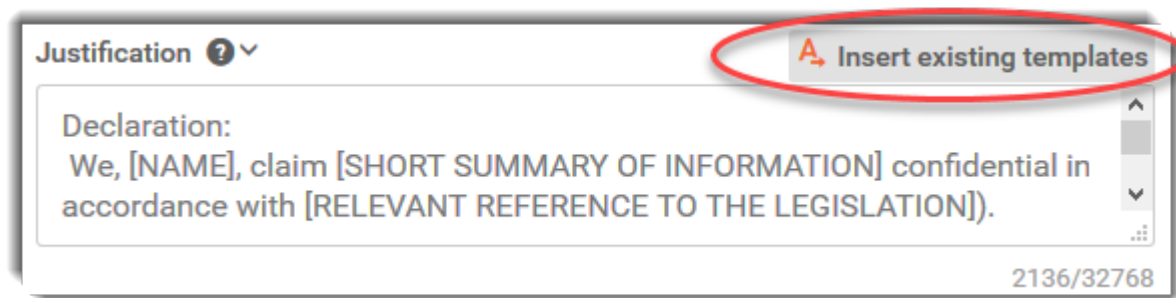 Justification ?
Insert existing templates
Declaration:
We, [NAME], claim [SHORT SUMMARY OF INFORMATION] confidential in
accordance with [RELEVANT REFERENCE TO THE LEGISLATION]).
2136/32768